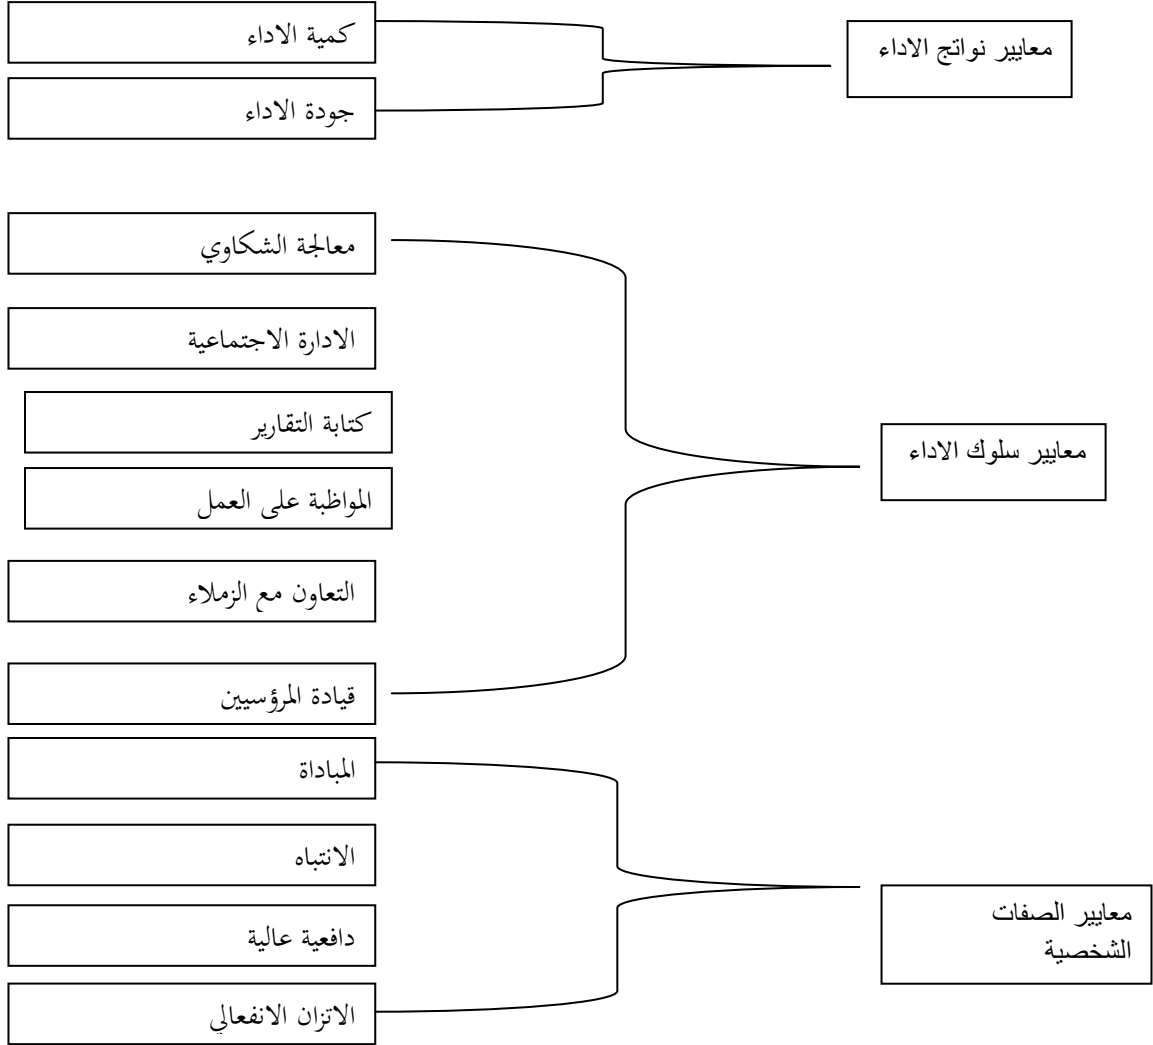 معايير نواتج الاداء
كمية الاداء
جودة الاداء
معايير سلوك الاداء
معالجة الشكاوي
الادارة الاجتماعية
كتابة التقارير
المواظبة على العمل
التعاون مع الزملاء
قيادة المرؤسيين
معايير الصفات
الشخصية
المباداة
الانتباه
دافعية عالية
الاتزان الانفعالي